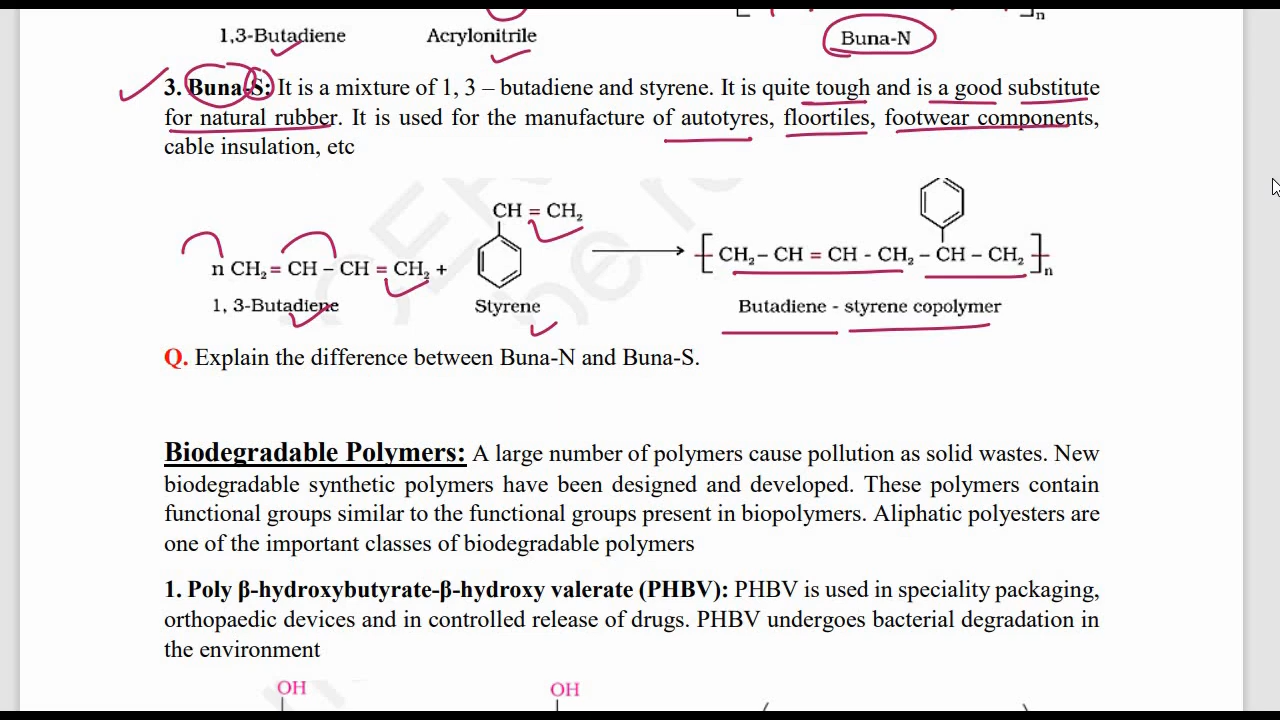 n
1,3-Butadiene Acrylonitrile Buna-N
3. Buna-S: It is a mixture of 1, 3 – butadiene and styrene. It is quite tough and is a good substitute
for natural rubber. It is used for the manufacture of autotyres, floortiles, footwear components,
cable insulation, etc
CH = CH₂
n CH₂ = CH – CH = CH₂ + [ CH₂ – CH = CH - CH₂ – CH – CH₂ ]n
1, 3-Butadiene Styrene Butadiene - styrene copolymer
Q. Explain the difference between Buna-N and Buna-S.
Biodegradable Polymers: A large number of polymers cause pollution as solid wastes. New
biodegradable synthetic polymers have been designed and developed. These polymers contain
functional groups similar to the functional groups present in biopolymers. Aliphatic polyesters are
one of the important classes of biodegradable polymers
1. Poly β-hydroxybutyrate-β-hydroxy valerate (PHBV): PHBV is used in speciality packaging,
orthopaedic devices and in controlled release of drugs. PHBV undergoes bacterial degradation in
the environment
OH OH